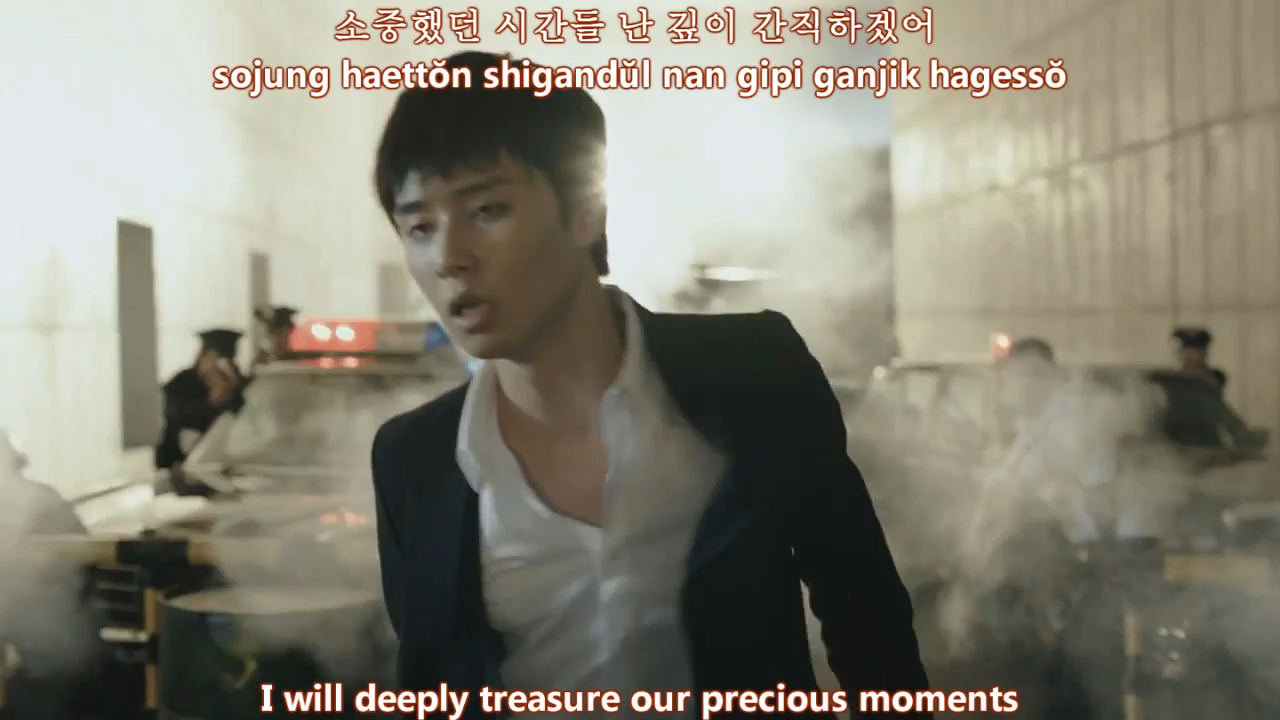 소중했던 시간들 난 깊이 간직하겠어
sojung haettŏn shigandŭl nan gipi ganjik hagessŏ
I will deeply treasure our precious moments